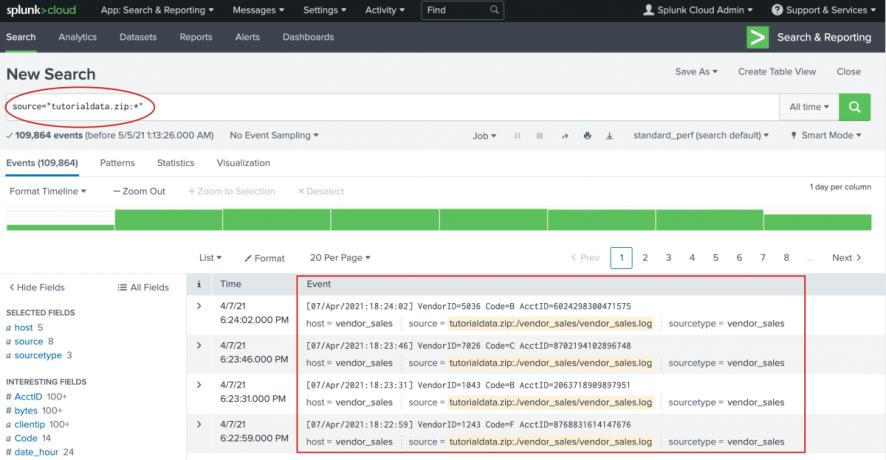 splunk>cloud App: Search & Reporting ▾ Messages ▾ Settings ▾ Activity ▾ Find Splunk Cloud Admin ▾ Support & Services ▾
Search Analytics Datasets Reports Alerts Dashboards > Search & Reporting
New Search Save As ▾ Create Table View Close
source="tutorialdata.zip:*" All time ▾
✓ 109,864 events (before 5/5/21 1:13:26.000 AM) No Event Sampling ▾ Job ▾ standard_perf (search default) ▾ Smart Mode ▾
Events (109,864) Patterns Statistics Visualization
Format Timeline ▾ — Zoom Out + Zoom to Selection × Deselect 1 day per column
List ▾ Format 20 Per Page ▾ < Prev 1 2 3 4 5 6 7 8 ... Next >
< Hide Fields All Fields i Time Event
SELECTED FIELDS
a host 5
a source 8
a sourcetype 3
INTERESTING FIELDS
# AcctID 100+
# bytes 100+
a clientip 100+
a Code 14
# date_hour 24
> 4/7/21 6:24:02.000 PM
[07/Apr/2021:18:24:02] VendorID=5036 Code=B AcctID=6024298300471575
host = vendor_sales source = tutorialdata.zip:./vendor_sales/vendor_sales.log sourcetype = vendor_sales
> 4/7/21 6:23:46.000 PM
[07/Apr/2021:18:23:46] VendorID=7026 Code=C AcctID=8702194102896748
host = vendor_sales source = tutorialdata.zip:./vendor_sales/vendor_sales.log sourcetype = vendor_sales
> 4/7/21 6:23:31.000 PM
[07/Apr/2021:18:23:31] VendorID=1043 Code=B AcctID=2063718909897951
host = vendor_sales source = tutorialdata.zip:./vendor_sales/vendor_sales.log sourcetype = vendor_sales
> 4/7/21 6:22:59.000 PM
[07/Apr/2021:18:22:59] VendorID=1243 Code=F AcctID=8768831614147676
host = vendor_sales source = tutorialdata.zip:./vendor_sales/vendor_sales.log sourcetype = vendor_sales